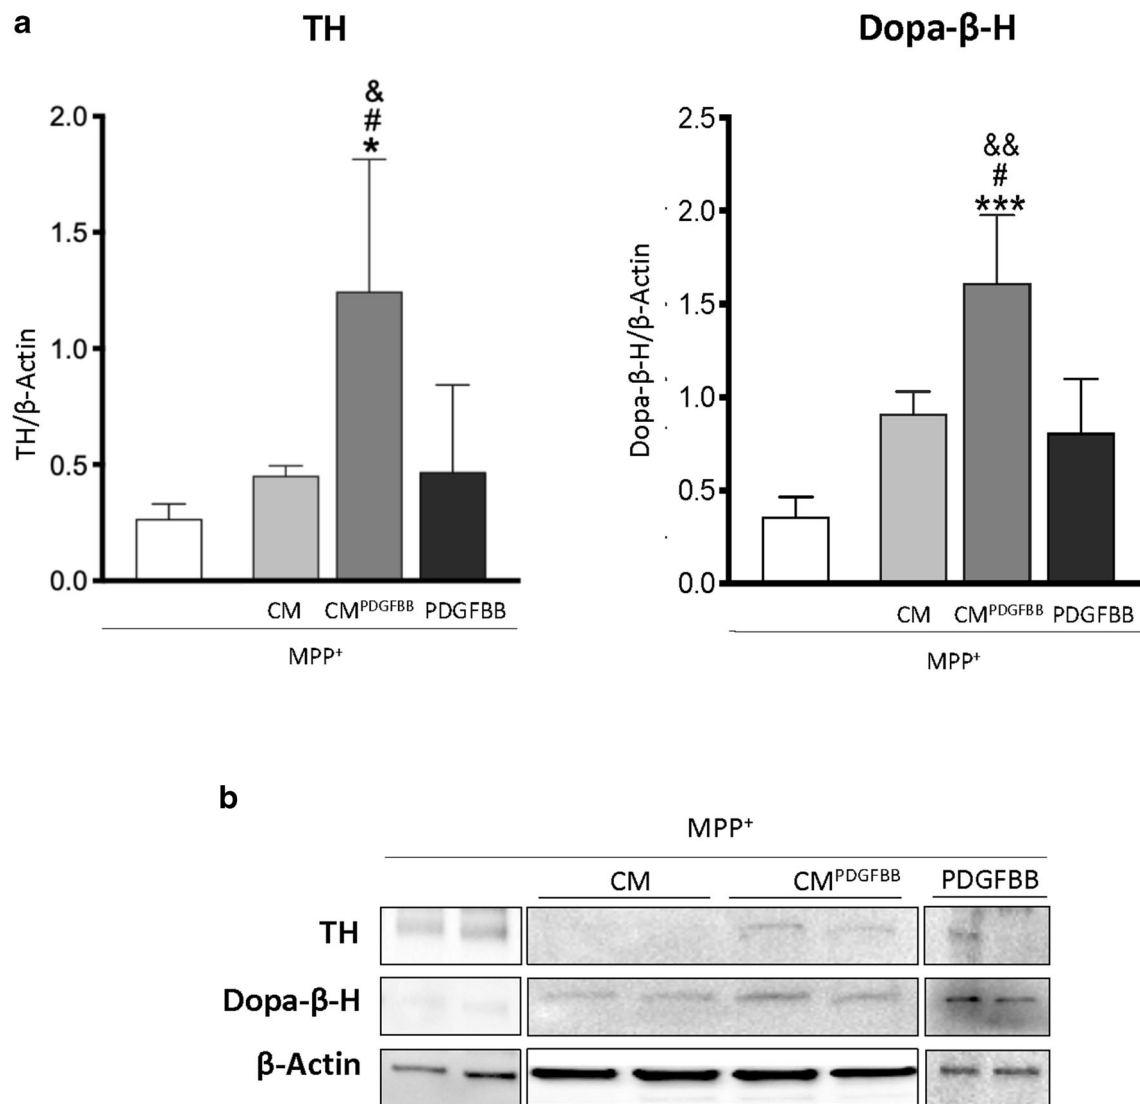 a
TH
Dopa-β-H
&
#
*
2.0
1.5
1.0
0.5
0.0
TH/β-Actin
CM CM^PDGFBB PDGFBB
MPP⁺
&&
#
***
2.5
2.0
1.5
1.0
0.5
0.0
Dopa-β-H/β-Actin
CM CM^PDGFBB PDGFBB
MPP⁺
b
MPP⁺
CM CM^PDGFBB PDGFBB
TH
Dopa-β-H
β-Actin